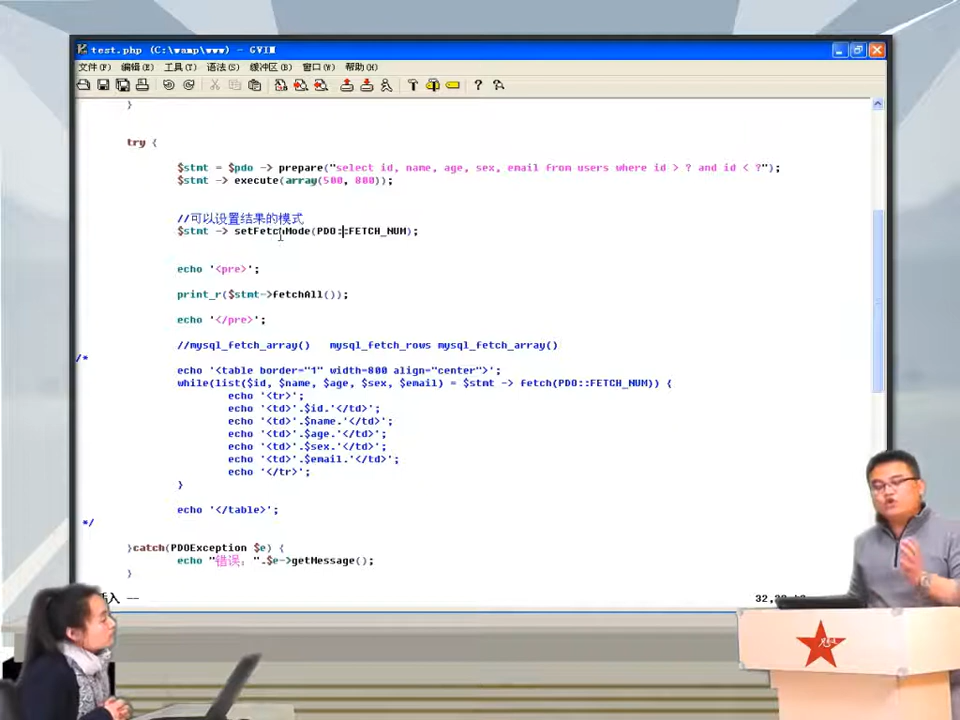 test.php (C:\wamp\www) - GVIM
文件(F) 编辑(E) 工具(T) 语法(S) 缓冲区(B) 窗口(W) 帮助(H)
}
try {
$stmt = $pdo -> prepare("select id, name, age, sex, email from users where id > ? and id < ?");
$stmt -> execute(array(500, 800));
//可以设置结果的模式
$stmt -> setFetchMode(PDO::FETCH_NUM);
echo '<pre>';
print_r($stmt->fetchAll());
echo '</pre>';
//mysql_fetch_array() mysql_fetch_rows mysql_fetch_array()
/*
echo '<table border="1" width=800 align="center">';
while(list($id, $name, $age, $sex, $email) = $stmt -> fetch(PDO::FETCH_NUM)) {
echo '<tr>';
echo '<td>'.$id.'</td>';
echo '<td>'.$name.'</td>';
echo '<td>'.$age.'</td>';
echo '<td>'.$sex.'</td>';
echo '<td>'.$email.'</td>';
echo '</tr>';
}
echo '</table>';
*/
}catch(PDOException $e) {
echo "错误: ".$e->getMessage();
}
插入 --